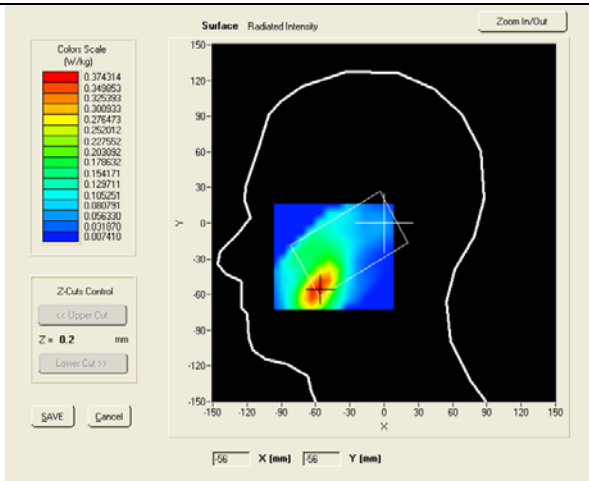 Surface Radiated Intensity
Zoom In/Out
Colors Scale
(W/kg)
0.374314
0.349853
0.325393
0.300933
0.276473
0.252012
0.227552
0.203092
0.178632
0.154171
0.129711
0.105251
0.080791
0.056330
0.031870
0.007410
Z-Cuts Control
<< Upper Cut
Z = 0.2 mm
Lower Cut >>
SAVE Cancel
150
120
90
60
30
0
-30
-60
-90
-120
-150
Y
-150 -120 -90 -60 -30 0 30 60 90 120 150
X
-56 X (mm) -56 Y (mm)